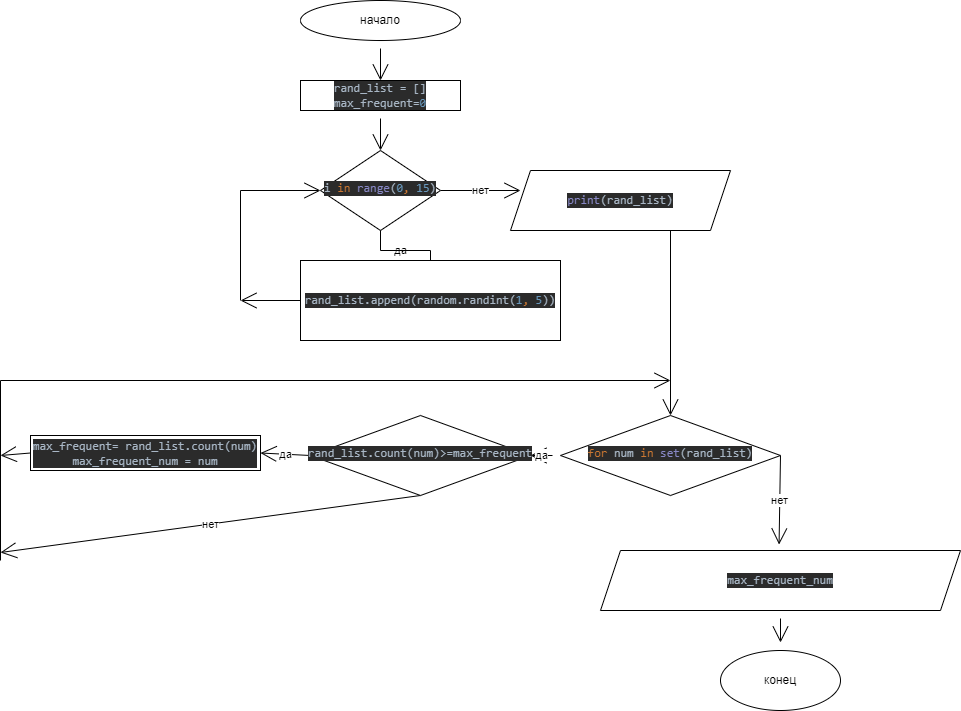 начало
rand_list = []
max_frequent=0
i in range(0, 15)
нет
print(rand_list)
да
rand_list.append(random.randint(1, 5))
max_frequent= rand_list.count(num)
max_frequent_num = num
да
rand_list.count(num)>=max_frequent
да
for num in set(rand_list)
нет
нет
max_frequent_num
конец